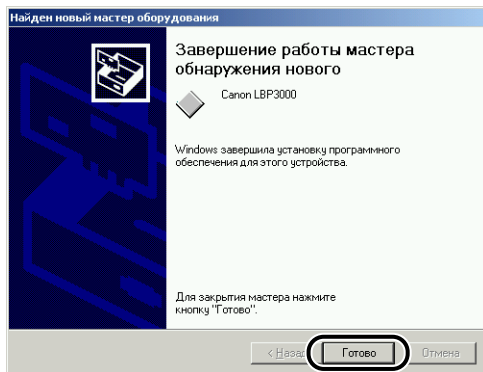 Найден новый мастер оборудования
Завершение работы мастера
обнаружения нового
Canon LBP3000
Windows завершила установку программного
обеспечения для этого устройства.
Для закрытия мастера нажмите
кнопку "Готово".
< Назад Готово Отмена